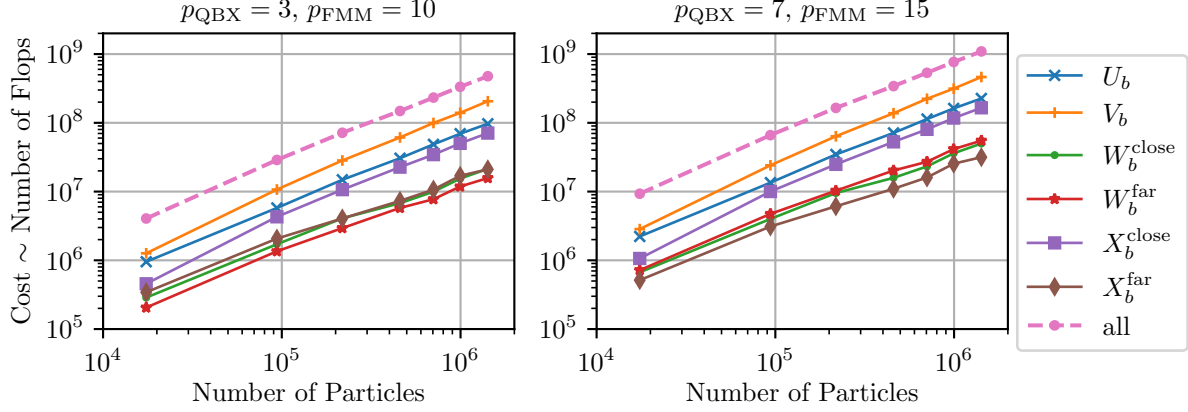 p_QBX = 3, p_FMM = 10
p_QBX = 7, p_FMM = 15
Cost ∼ Number of Flops
10^9
10^8
10^7
10^6
10^5
10^4
10^5
10^6
Number of Particles
10^9
10^8
10^7
10^6
10^5
10^4
10^5
10^6
Number of Particles
U_b
V_b
W_b^close
W_b^far
X_b^close
X_b^far
all